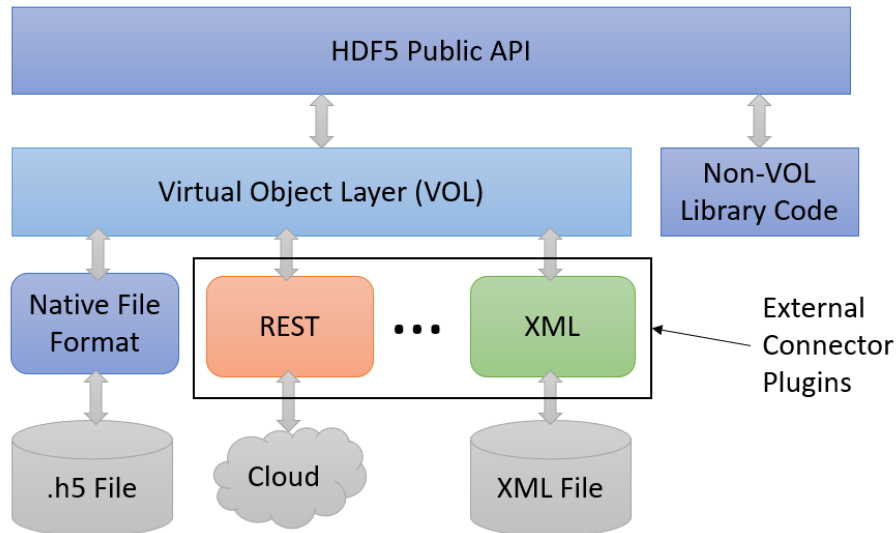 HDF5 Public API
Virtual Object Layer (VOL)
Non-VOL
Library Code
Native File
Format
REST
...
XML
External
Connector
Plugins
.h5 File
Cloud
XML File